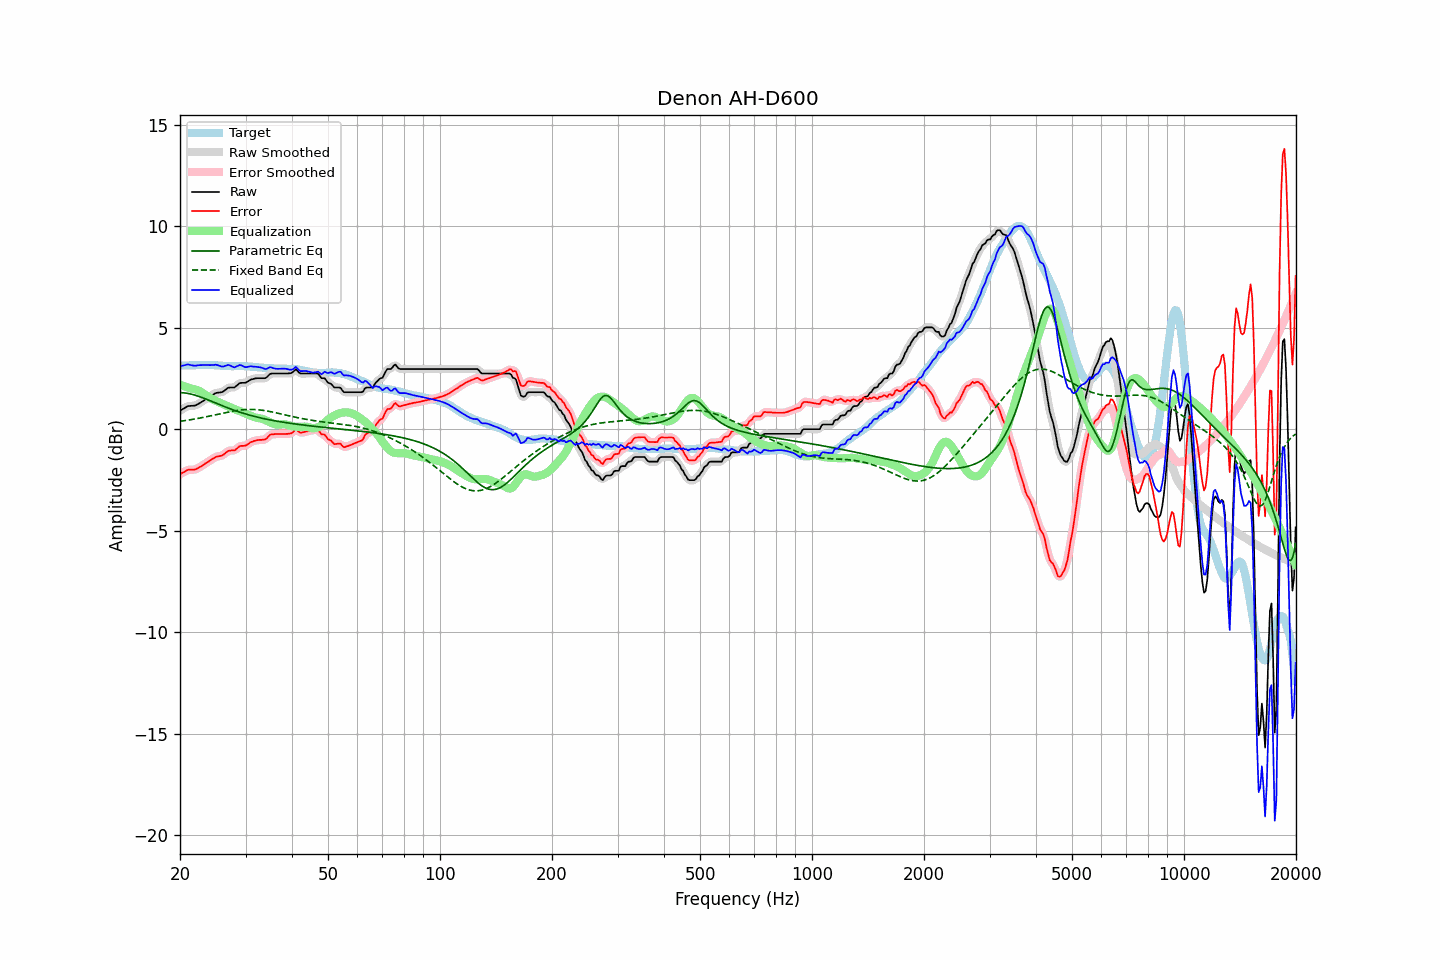 Denon AH-D600
Target
Raw Smoothed
Error Smoothed
Raw
Error
Equalization
Parametric Eq
Fixed Band Eq
Equalized
15
10
5
0
−5
−10
−15
−20
Amplitude (dBr)
20 50 100 200 500 1000 2000 5000 10000 20000
Frequency (Hz)